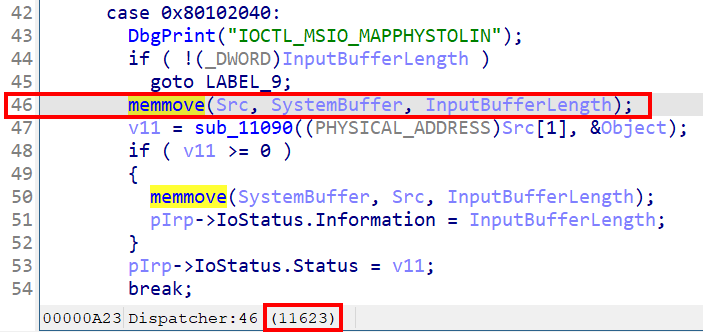 42 case 0x80102040:
43 DbgPrint("IOCTL_MSIO_MAPPHYSTOLIN");
44 if ( !(_DWORD)InputBufferLength )
45 goto LABEL_9;
46 memmove(Src, SystemBuffer, InputBufferLength);
47 v11 = sub_11090((PHYSICAL_ADDRESS)Src[1], &Object);
48 if ( v11 >= 0 )
49 {
50 memmove(SystemBuffer, Src, InputBufferLength);
51 pIrp->IoStatus.Information = InputBufferLength;
52 }
53 pIrp->IoStatus.Status = v11;
54 break;
00000A23 Dispatcher:46 (11623)